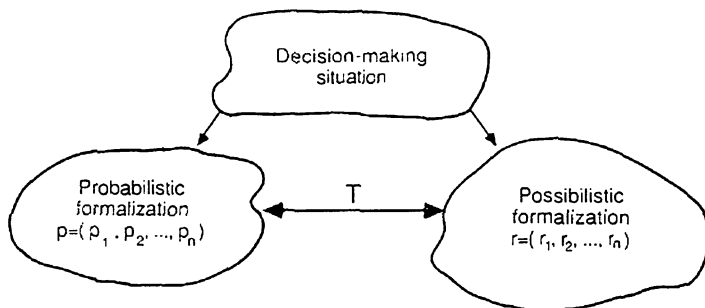 Decision-making
situation
Probabilistic
formalization
p=( p₁ , p₂, ..., pₙ)
T
Possibilistic
formalization
r=( r₁, r₂, ..., rₙ)